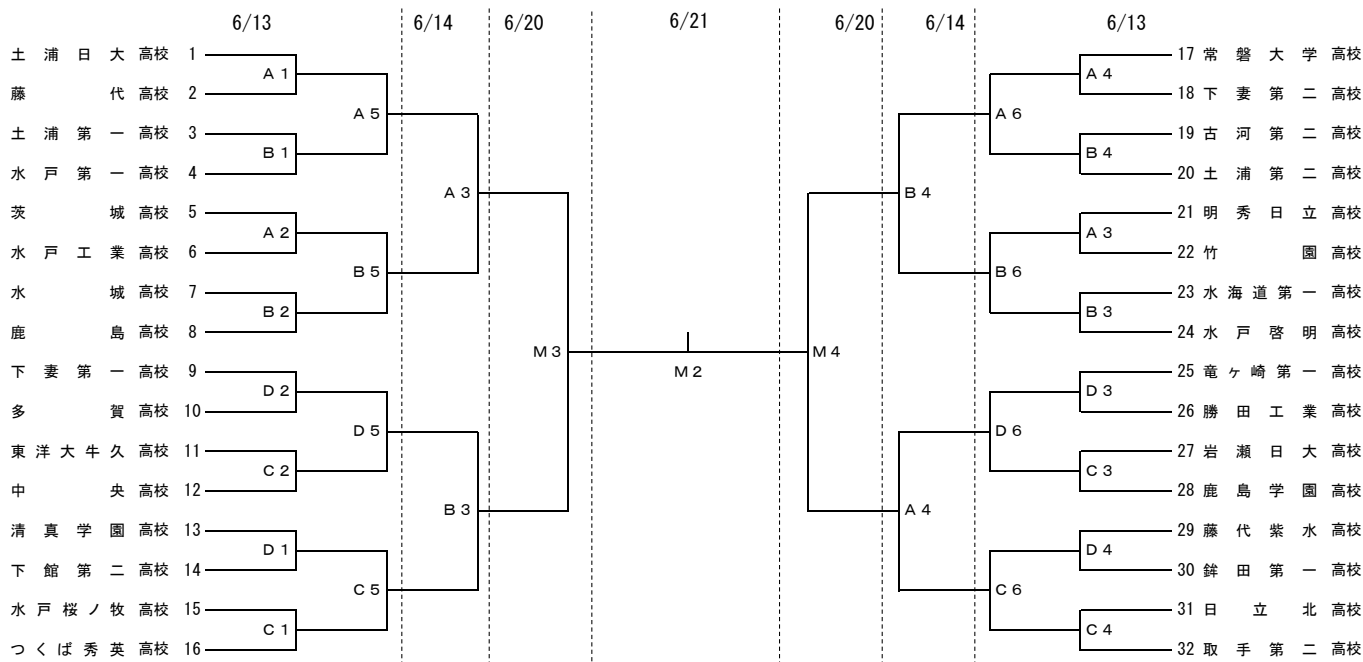 6/13 6/14 6/20 6/21 6/20 6/14 6/13
土浦日大 高校 1 17 常磐大学 高校
A1 A4
藤代 高校 2 18 下妻第二 高校
A5 A6
土浦第一 高校 3 19 古河第二 高校
B1 B4
水戸第一 高校 4 20 土浦第二 高校
A3 B4
茨城 高校 5 21 明秀日立 高校
A2 A3
水戸工業 高校 6 22 竹園 高校
B5 B6
水城 高校 7 23 水海道第一 高校
B2 B3
鹿島 高校 8 24 水戸啓明 高校
M3 M4
M2
下妻第一 高校 9 25 竜ヶ崎第一 高校
D2 D3
多賀 高校 10 26 勝田工業 高校
D5 D6
東洋大牛久 高校 11 27 岩瀬日大 高校
C2 C3
中央 高校 12 28 鹿島学園 高校
B3 A4
清真学園 高校 13 29 藤代紫水 高校
D1 D4
下館第二 高校 14 30 鉾田第一 高校
C5 C6
水戸桜ノ牧 高校 15 31 日立北 高校
C1 C4
つくば秀英 高校 16 32 取手第二 高校